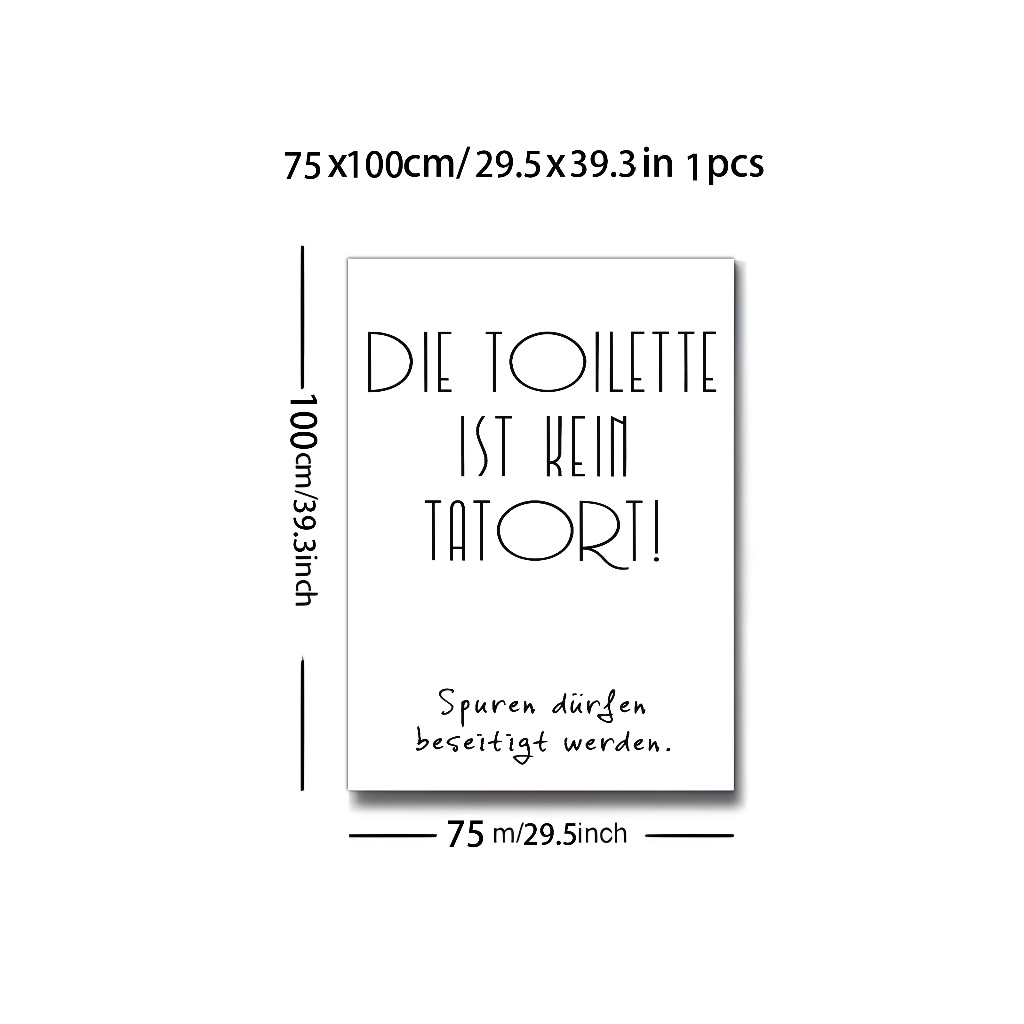 75x100cm/29.5x39.3in 1pcs
DIE TOILETTE
IST KEIN
TATORT!
100cm/39.3inch
Spuren dürfen
beseitigt werden.
75 m/29.5inch